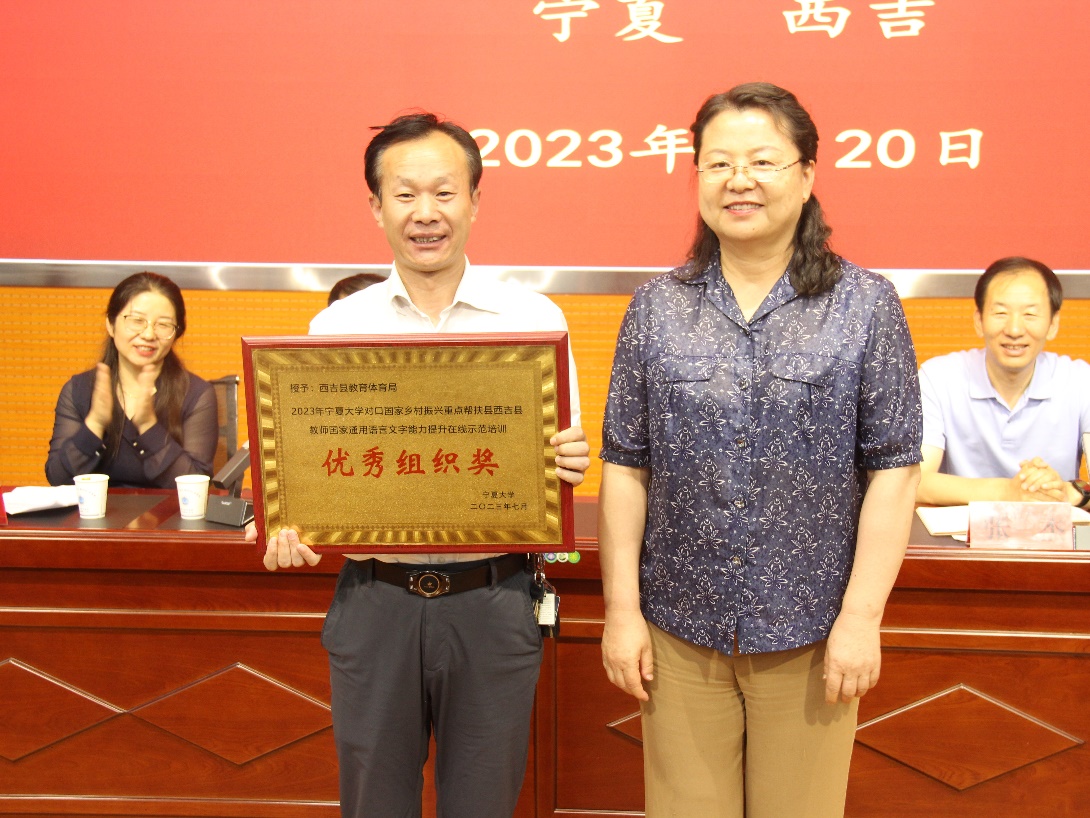 宁夏 西吉
2023年 20日
授予：西吉县教育体育局
2023年宁夏大学对口国家乡村振兴重点帮扶县西吉县
教师国家通用语言文字能力提升在线示范培训
优秀组织奖
宁夏大学
二〇二三年七月